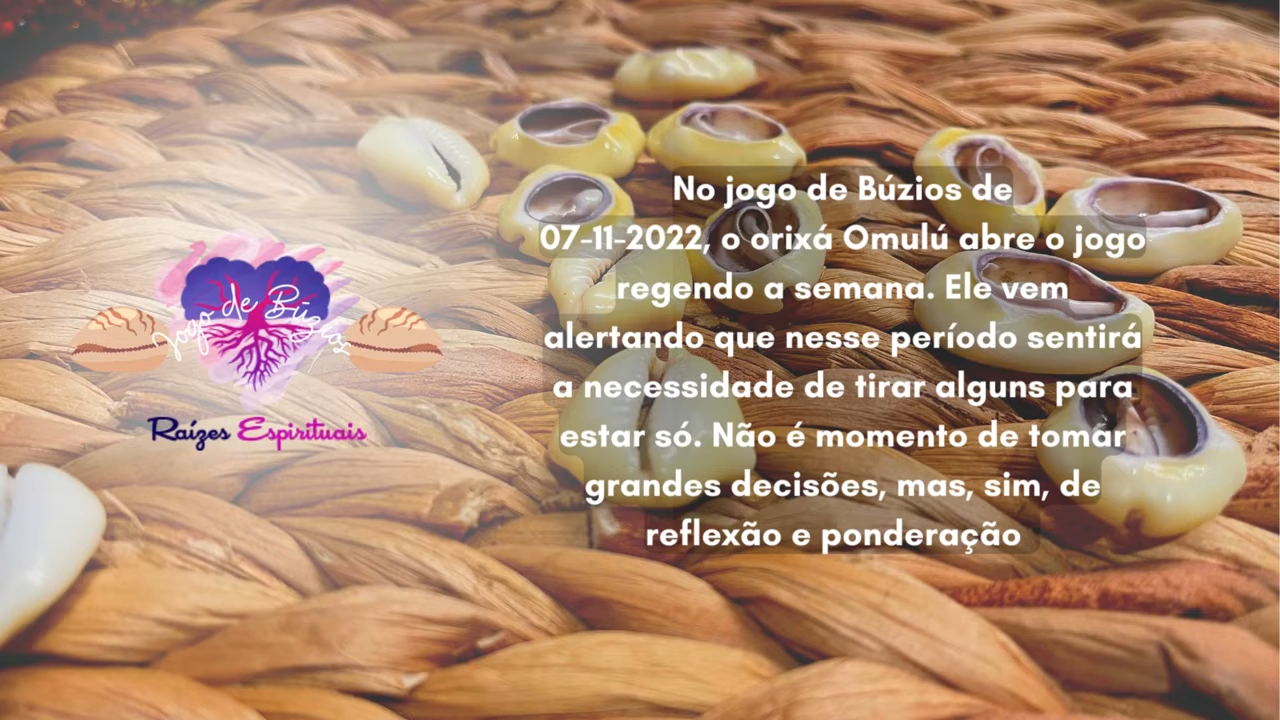 Jogo de Búzios
Raízes Espirituais
No jogo de Búzios de
07-11-2022, o orixá Omulú abre o jogo
regendo a semana. Ele vem
alertando que nesse período sentirá
a necessidade de tirar alguns para
estar só. Não é momento de tomar
grandes decisões, mas, sim, de
reflexão e ponderação